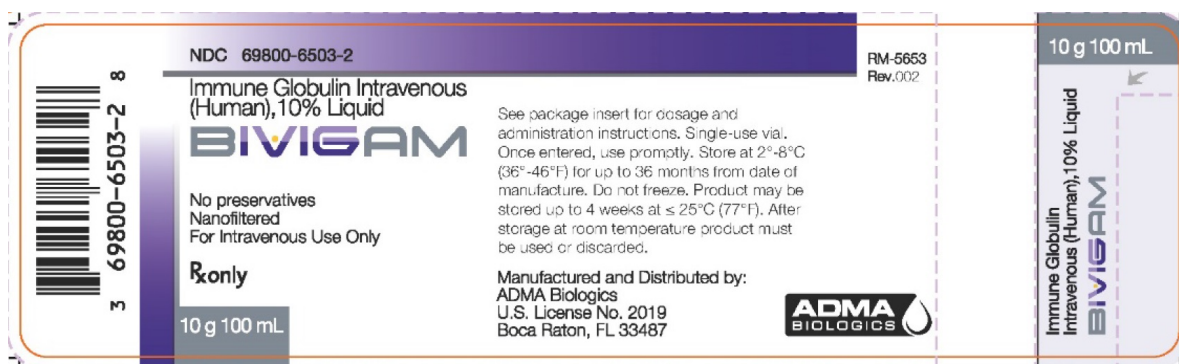 3 69800-6503-2 8
NDC 69800-6503-2
Immune Globulin Intravenous
(Human),10% Liquid
BIVIGAM
No preservatives
Nanofiltered
For Intravenous Use Only
Rx only
10 g 100 mL
See package insert for dosage and
administration instructions. Single-use vial.
Once entered, use promptly. Store at 2°-8°C
(36°-46°F) for up to 36 months from date of
manufacture. Do not freeze. Product may be
stored up to 4 weeks at ≤ 25°C (77°F). After
storage at room temperature product must
be used or discarded.
Manufactured and Distributed by:
ADMA Biologics
U.S. License No. 2019
Boca Raton, FL 33487
ADMA
BIOLOGICS
RM-5653
Rev.002
10 g 100 mL
Immune Globulin
Intravenous (Human),10% Liquid
BIVIGAM